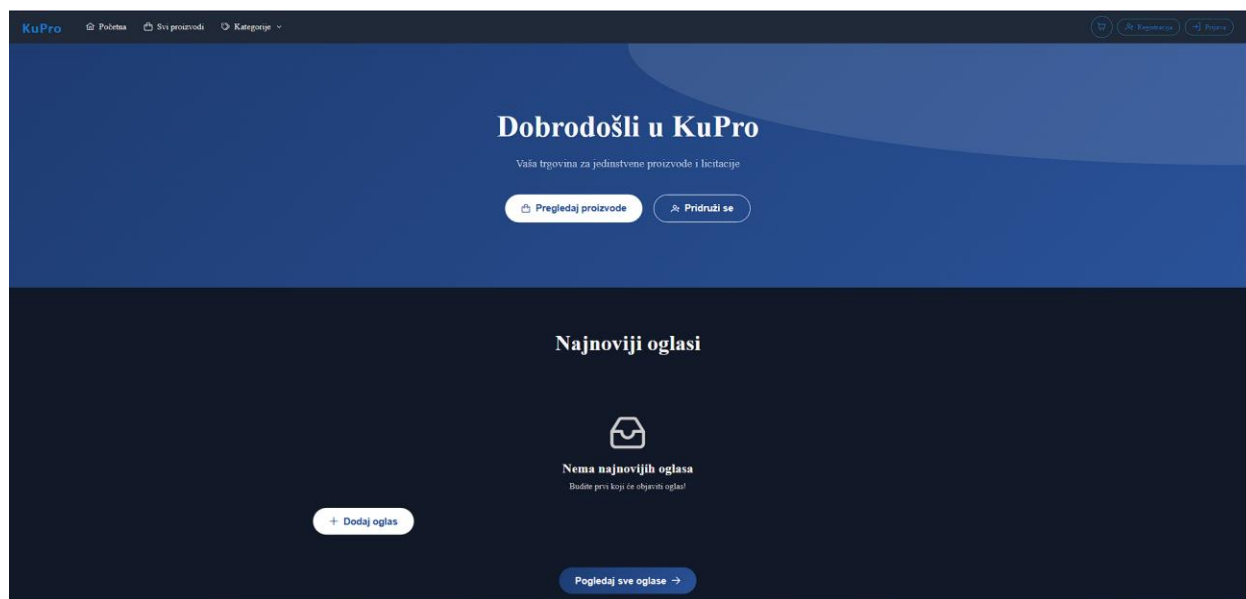 KuPro Početna Svi proizvodi Kategorije Registracija Prijava
Dobrodošli u KuPro
Vaša trgovina za jedinstvene proizvode i licitacije
Pregledaj proizvode Pridruži se
Najnoviji oglasi
Nema najnovijih oglasa
Budite prvi koji će objaviti oglas!
+ Dodaj oglas
Pogledaj sve oglase →